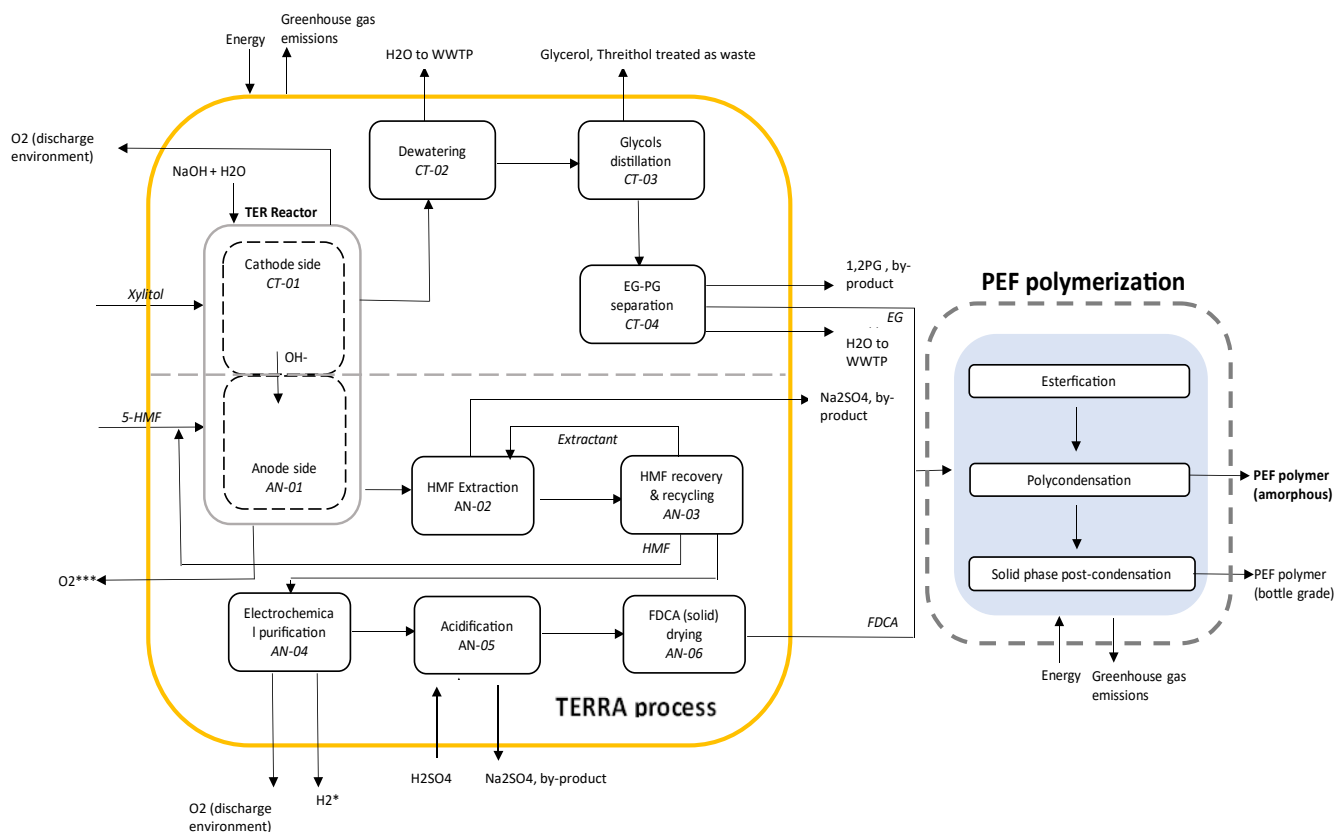 Greenhouse gas
emissions
Energy
H2O to WWTP
Glycerol, Threithol treated as waste
O2 (discharge
environment)
NaOH + H2O
TER Reactor
Dewatering
CT-02
Glycols
distillation
CT-03
Cathode side
CT-01
Xylitol
OH-
EG-PG
separation
CT-04
1,2PG , by-
product
EG
H2O to
WWTP
Na2SO4, by-
product
5-HMF
Anode side
AN-01
Extractant
HMF Extraction
AN-02
HMF recovery
& recycling
AN-03
HMF
O2***
Electrochemica
l purification
AN-04
Acidification
AN-05
FDCA (solid)
drying
AN-06
FDCA
TERRA process
H2SO4
Na2SO4, by-product
O2 (discharge
environment)
H2*
PEF polymerization
Esterfication
Polycondensation
PEF polymer
(amorphous)
Solid phase post-condensation
PEF polymer
(bottle grade)
Energy
Greenhouse gas
emissions